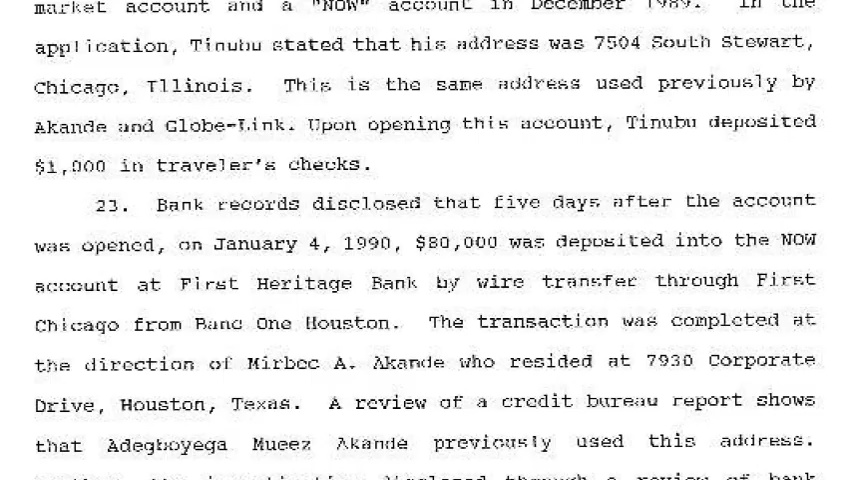 market account and a "NOW" account in December 1989. In the
application, Tinubu stated that his address was 7504 South Stewart,
Chicago, Illinois. This is the same address used previously by
Akande and Globe-Link. Upon opening this account, Tinubu deposited
$1,000 in traveler's checks.
23. Bank records disclosed that five days after the account
was opened, on January 4, 1990, $80,000 was deposited into the NOW
account at First Heritage Bank by wire transfer through First
Chicago from Banc One Houston. The transaction was completed at
the direction of Mirbec A. Akande who resided at 7930 Corporate
Drive, Houston, Texas. A review of a credit bureau report shows
that Adegboyega Mueez Akande previously used this address.
disclosed through a review of bank